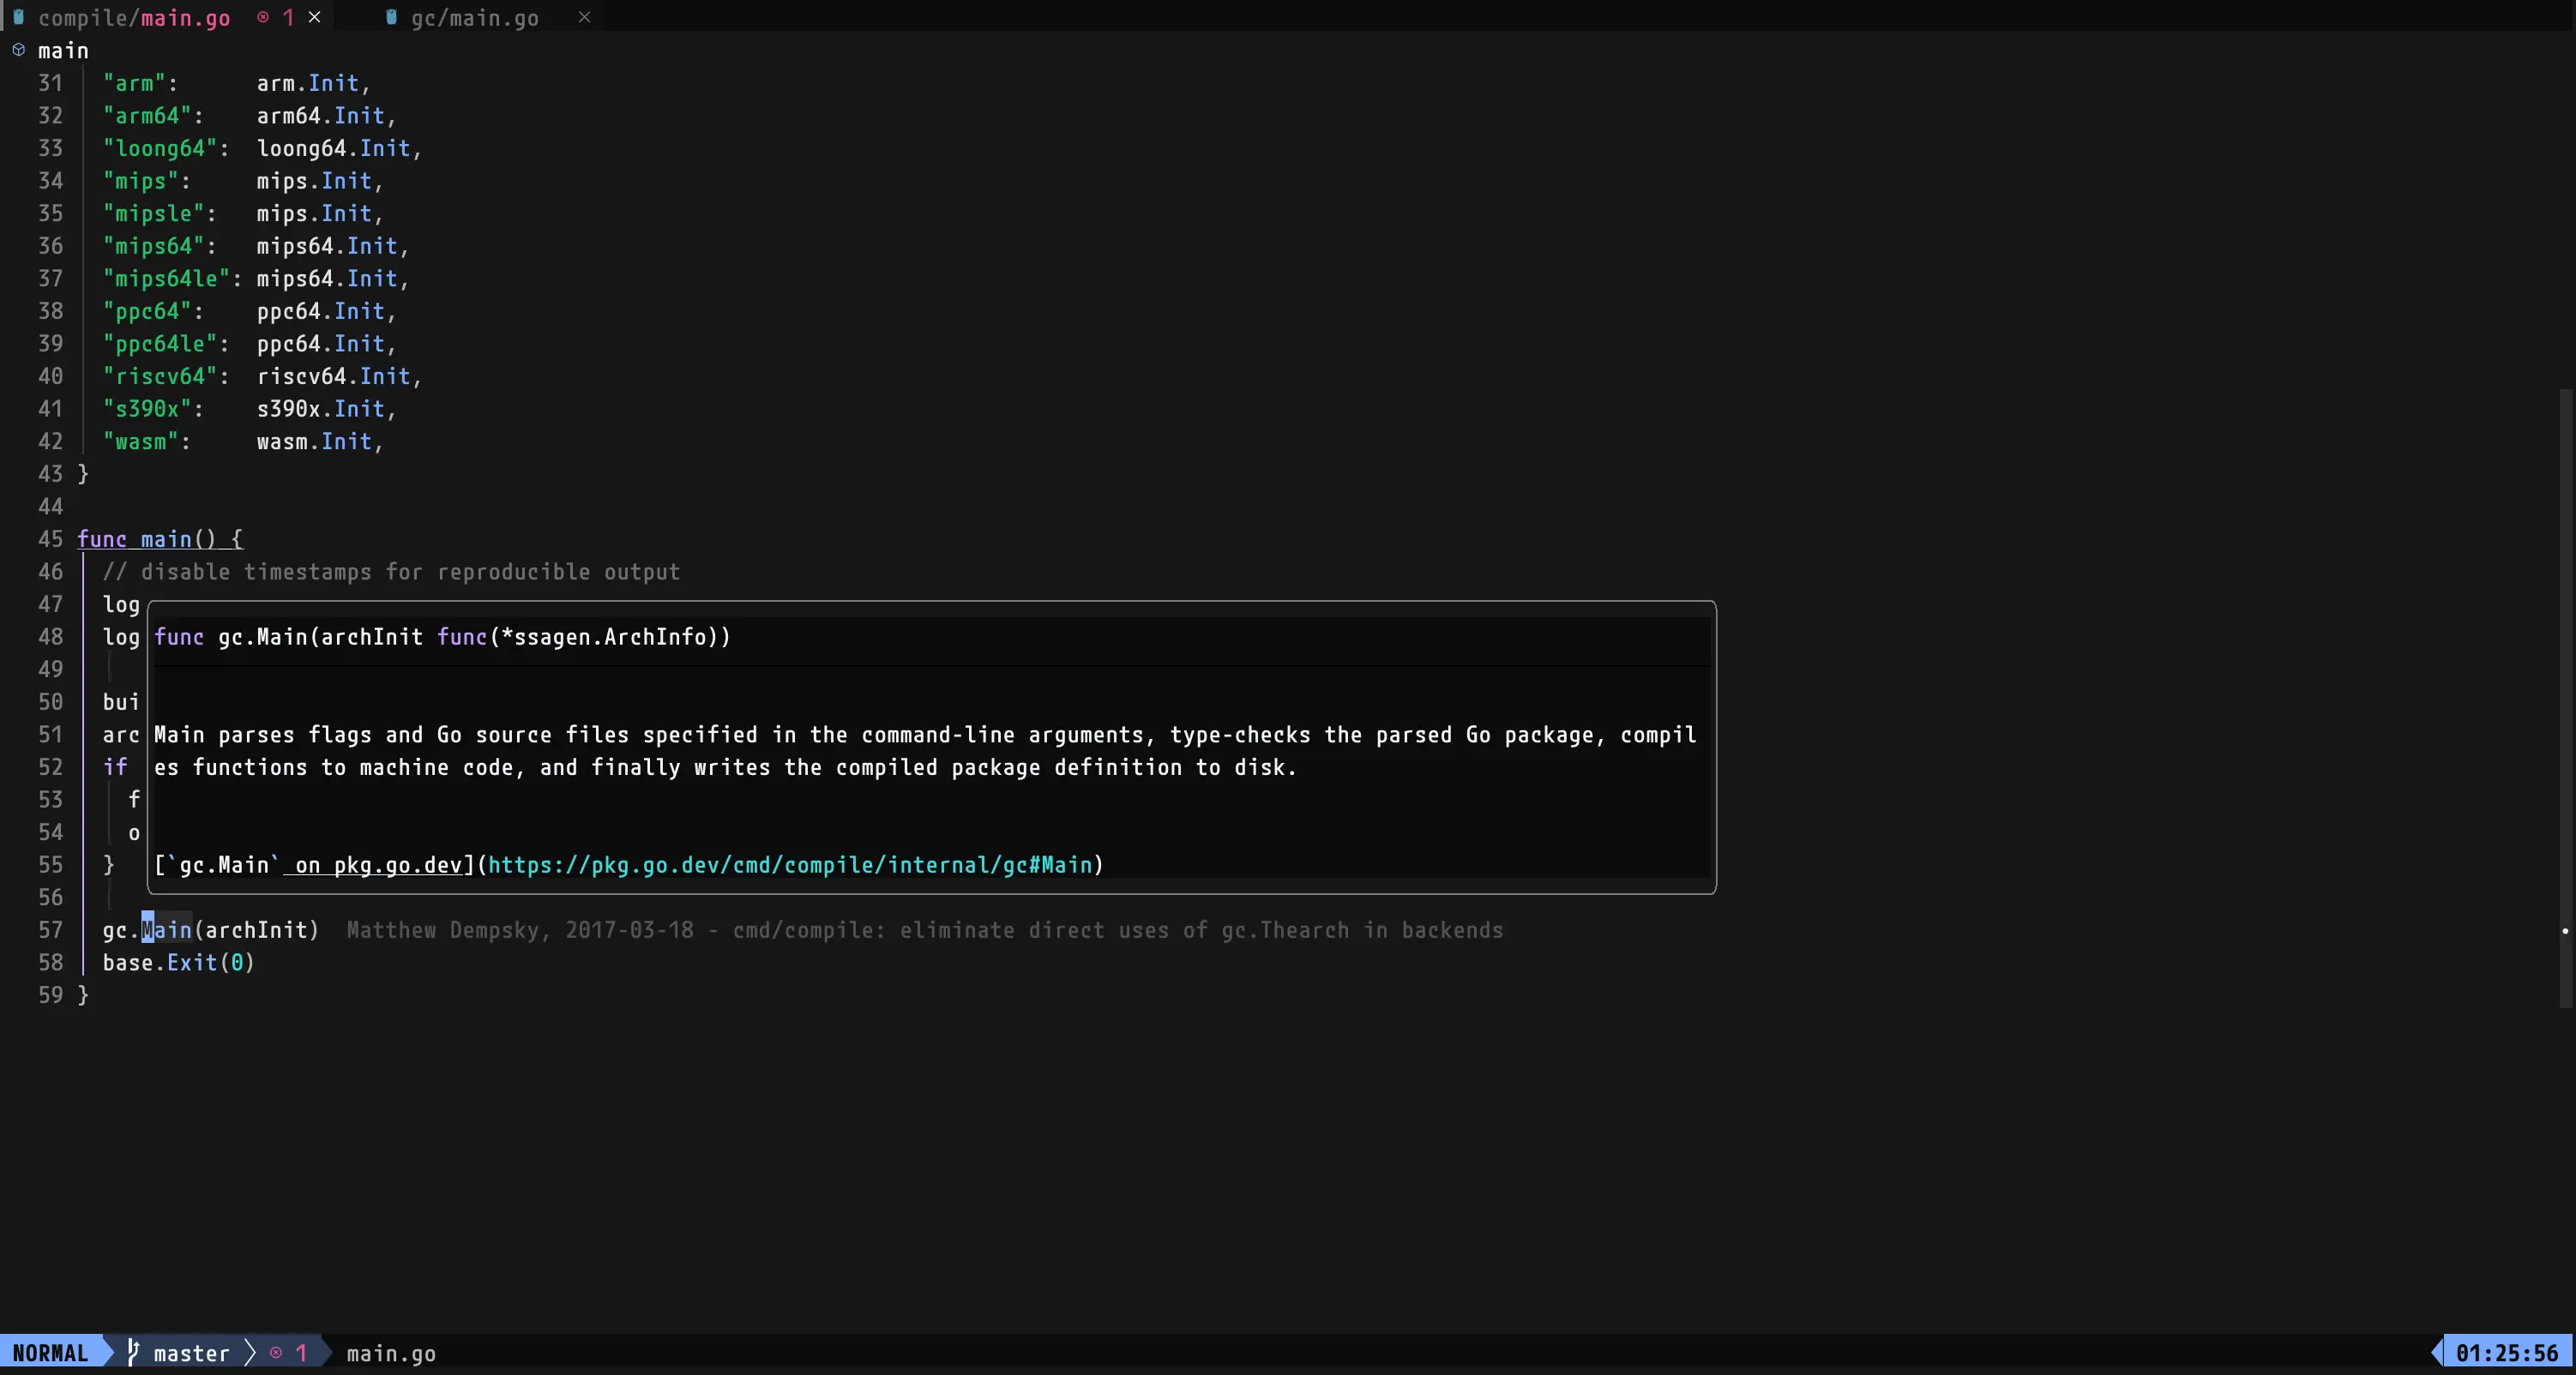 compile/main.go 1 × gc/main.go ×
main
31 "arm": arm.Init,
32 "arm64": arm64.Init,
33 "loong64": loong64.Init,
34 "mips": mips.Init,
35 "mipsle": mips.Init,
36 "mips64": mips64.Init,
37 "mips64le": mips64.Init,
38 "ppc64": ppc64.Init,
39 "ppc64le": ppc64.Init,
40 "riscv64": riscv64.Init,
41 "s390x": s390x.Init,
42 "wasm": wasm.Init,
43 }
44
45 func main() {
46 // disable timestamps for reproducible output
47 log
48 log func gc.Main(archInit func(*ssagen.ArchInfo))
49
50 bui
51 arc Main parses flags and Go source files specified in the command-line arguments, type-checks the parsed Go package, compil
52 if es functions to machine code, and finally writes the compiled package definition to disk.
53 f
54 o
55 } [`gc.Main` on pkg.go.dev](https://pkg.go.dev/cmd/compile/internal/gc#Main)
56
57 gc.Main(archInit) Matthew Dempsky, 2017-03-18 - cmd/compile: eliminate direct uses of gc.Thearch in backends
58 base.Exit(0)
59 }
NORMAL master 1 main.go 01:25:56